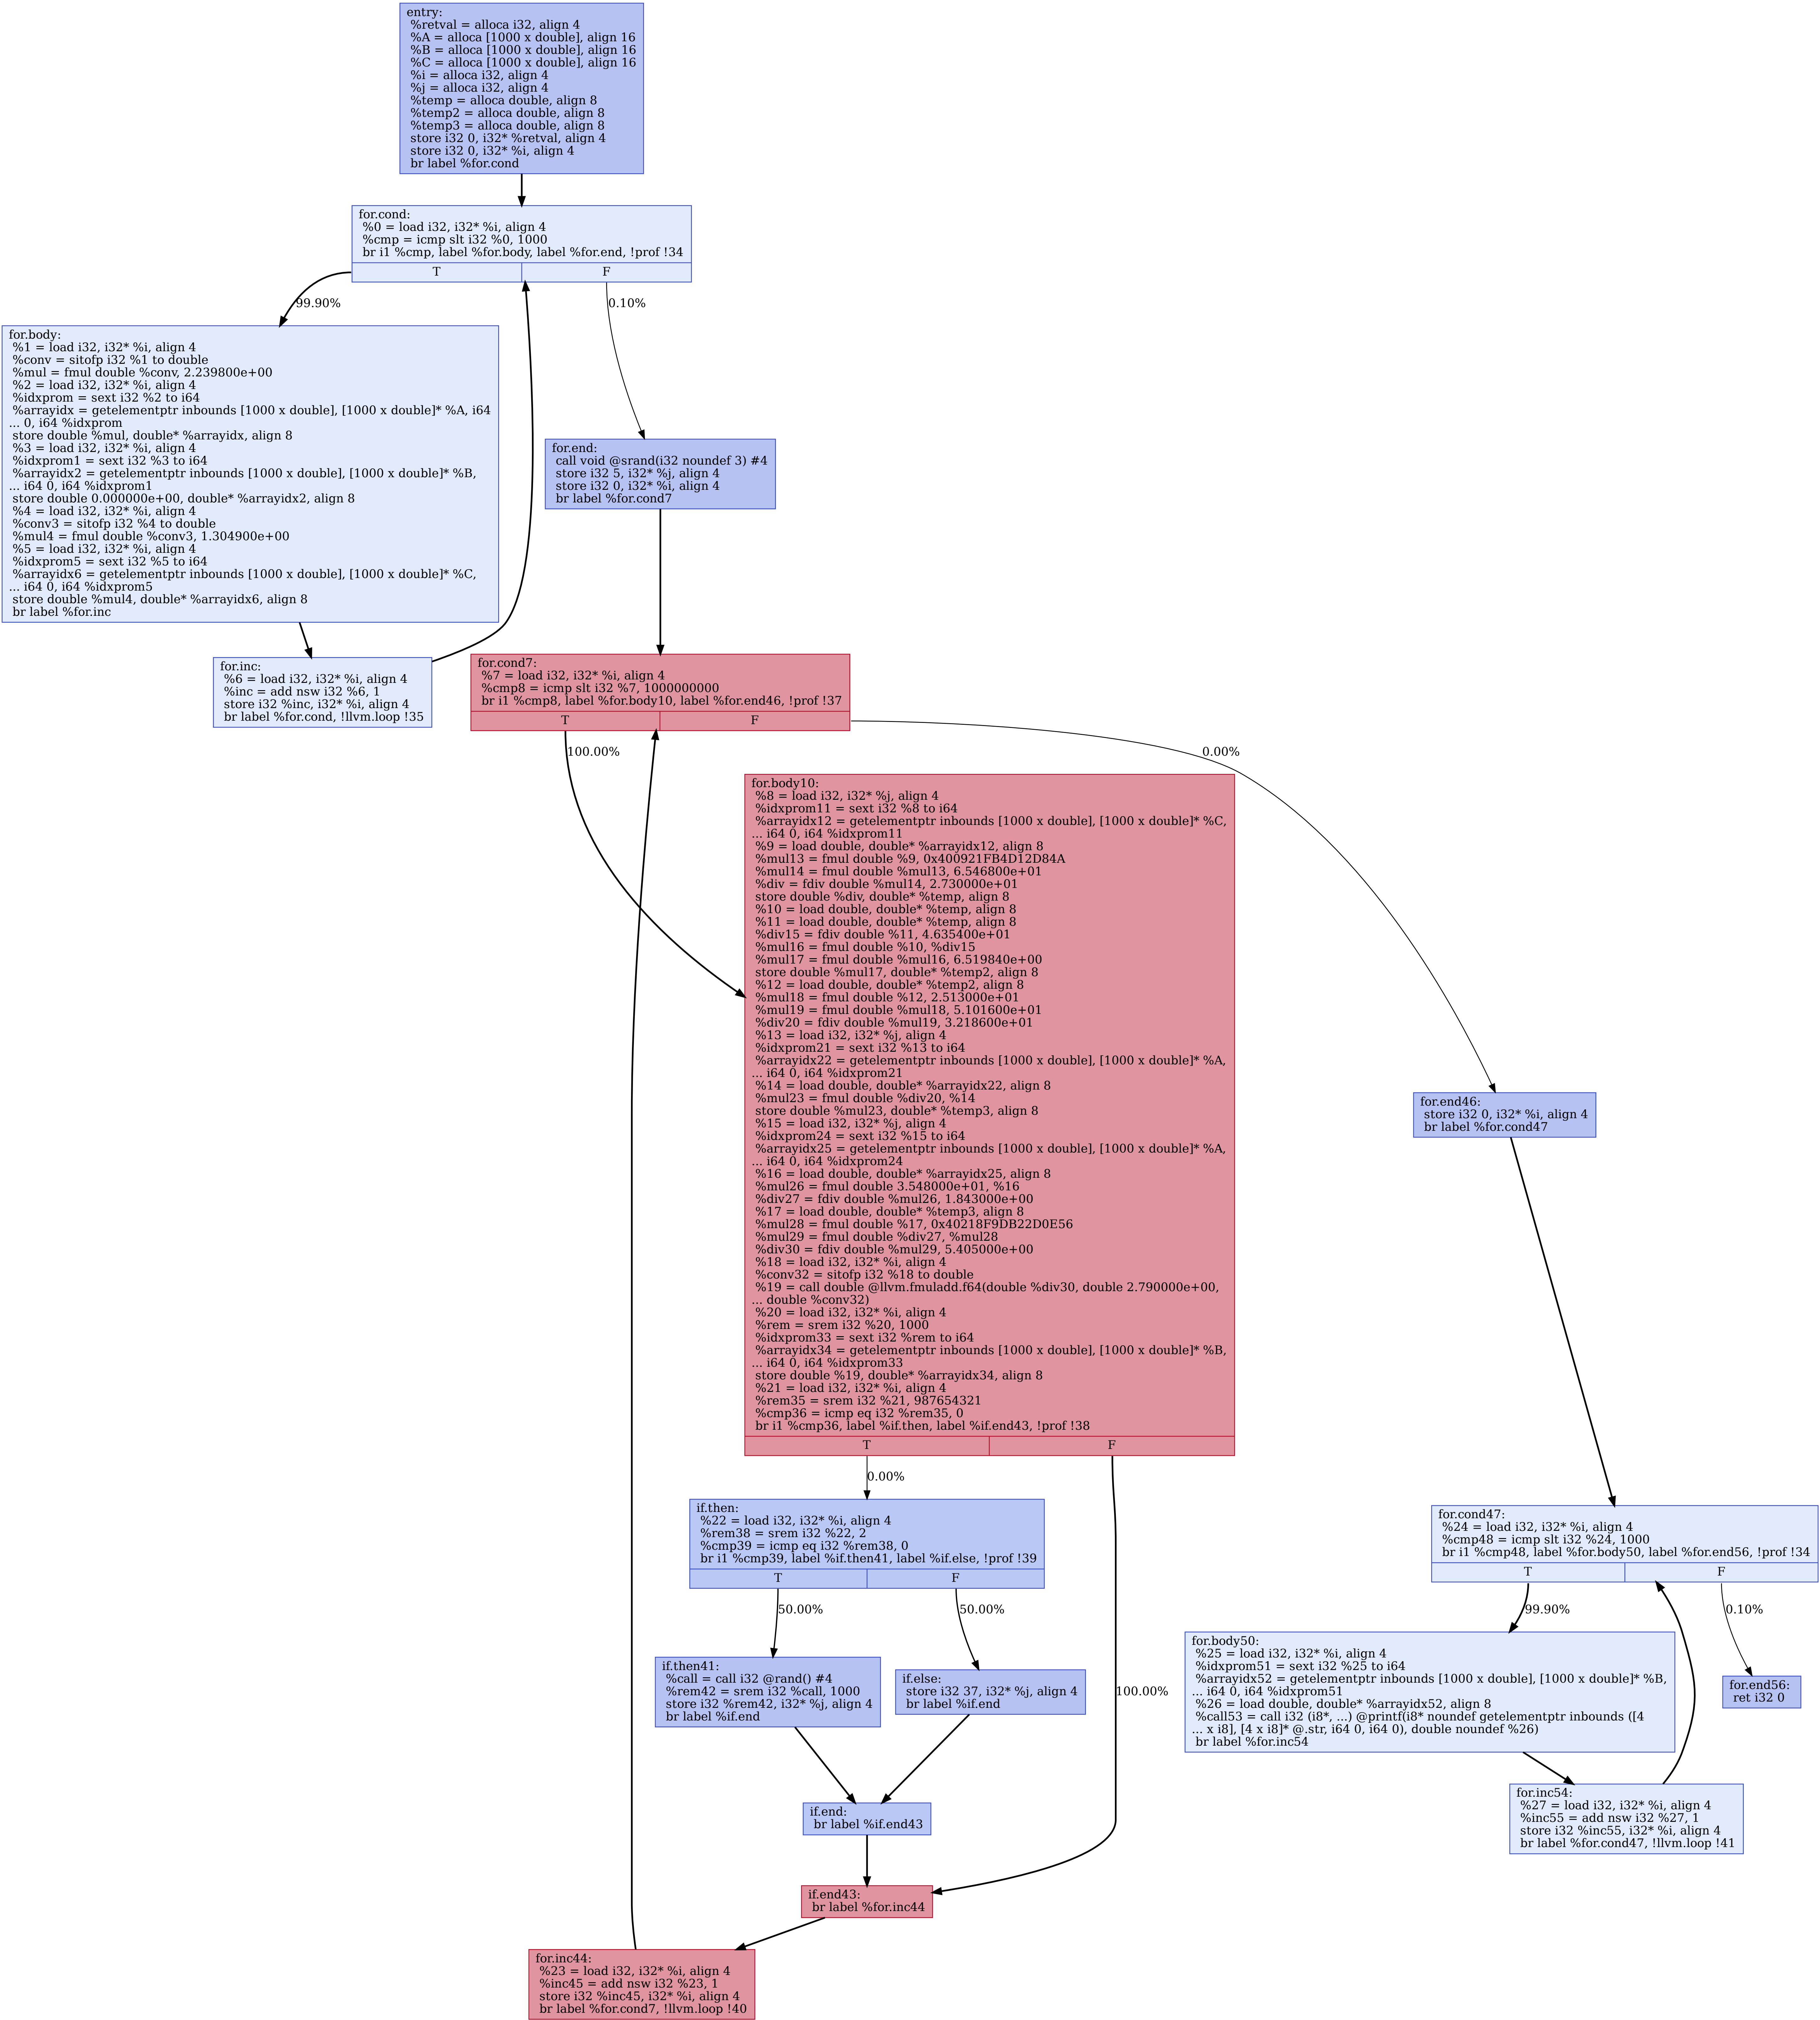 entry:
%retval = alloca i32, align 4
%A = alloca [1000 x double], align 16
%B = alloca [1000 x double], align 16
%C = alloca [1000 x double], align 16
%i = alloca i32, align 4
%j = alloca i32, align 4
%temp = alloca double, align 8
%temp2 = alloca double, align 8
%temp3 = alloca double, align 8
store i32 0, i32* %retval, align 4
store i32 0, i32* %i, align 4
br label %for.cond
for.cond:
%0 = load i32, i32* %i, align 4
%cmp = icmp slt i32 %0, 1000
br i1 %cmp, label %for.body, label %for.end, !prof !34
T
F
99.90%
0.10%
for.body:
%1 = load i32, i32* %i, align 4
%conv = sitofp i32 %1 to double
%mul = fmul double %conv, 2.239800e+00
%2 = load i32, i32* %i, align 4
%idxprom = sext i32 %2 to i64
%arrayidx = getelementptr inbounds [1000 x double], [1000 x double]* %A, i64
... 0, i64 %idxprom
store double %mul, double* %arrayidx, align 8
%3 = load i32, i32* %i, align 4
%idxprom1 = sext i32 %3 to i64
%arrayidx2 = getelementptr inbounds [1000 x double], [1000 x double]* %B,
... i64 0, i64 %idxprom1
store double 0.000000e+00, double* %arrayidx2, align 8
%4 = load i32, i32* %i, align 4
%conv3 = sitofp i32 %4 to double
%mul4 = fmul double %conv3, 1.304900e+00
%5 = load i32, i32* %i, align 4
%idxprom5 = sext i32 %5 to i64
%arrayidx6 = getelementptr inbounds [1000 x double], [1000 x double]* %C,
... i64 0, i64 %idxprom5
store double %mul4, double* %arrayidx6, align 8
br label %for.inc
for.end:
call void @srand(i32 noundef 3) #4
store i32 5, i32* %j, align 4
store i32 0, i32* %i, align 4
br label %for.cond7
for.inc:
%6 = load i32, i32* %i, align 4
%inc = add nsw i32 %6, 1
store i32 %inc, i32* %i, align 4
br label %for.cond, !llvm.loop !35
for.cond7:
%7 = load i32, i32* %i, align 4
%cmp8 = icmp slt i32 %7, 1000000000
br i1 %cmp8, label %for.body10, label %for.end46, !prof !37
T
F
100.00%
0.00%
for.body10:
%8 = load i32, i32* %j, align 4
%idxprom11 = sext i32 %8 to i64
%arrayidx12 = getelementptr inbounds [1000 x double], [1000 x double]* %C,
... i64 0, i64 %idxprom11
%9 = load double, double* %arrayidx12, align 8
%mul13 = fmul double %9, 0x400921FB4D12D84A
%mul14 = fmul double %mul13, 6.546800e+01
%div = fdiv double %mul14, 2.730000e+01
store double %div, double* %temp, align 8
%10 = load double, double* %temp, align 8
%11 = load double, double* %temp, align 8
%div15 = fdiv double %11, 4.635400e+01
%mul16 = fmul double %10, %div15
%mul17 = fmul double %mul16, 6.519840e+00
store double %mul17, double* %temp2, align 8
%12 = load double, double* %temp2, align 8
%mul18 = fmul double %12, 2.513000e+01
%mul19 = fmul double %mul18, 5.101600e+01
%div20 = fdiv double %mul19, 3.218600e+01
%13 = load i32, i32* %j, align 4
%idxprom21 = sext i32 %13 to i64
%arrayidx22 = getelementptr inbounds [1000 x double], [1000 x double]* %A,
... i64 0, i64 %idxprom21
%14 = load double, double* %arrayidx22, align 8
%mul23 = fmul double %div20, %14
store double %mul23, double* %temp3, align 8
%15 = load i32, i32* %j, align 4
%idxprom24 = sext i32 %15 to i64
%arrayidx25 = getelementptr inbounds [1000 x double], [1000 x double]* %A,
... i64 0, i64 %idxprom24
%16 = load double, double* %arrayidx25, align 8
%mul26 = fmul double 3.548000e+01, %16
%div27 = fdiv double %mul26, 1.843000e+00
%17 = load double, double* %temp3, align 8
%mul28 = fmul double %17, 0x40218F9DB22D0E56
%mul29 = fmul double %div27, %mul28
%div30 = fdiv double %mul29, 5.405000e+00
%18 = load i32, i32* %i, align 4
%conv32 = sitofp i32 %18 to double
%19 = call double @llvm.fmuladd.f64(double %div30, double 2.790000e+00,
... double %conv32)
%20 = load i32, i32* %i, align 4
%rem = srem i32 %20, 1000
%idxprom33 = sext i32 %rem to i64
%arrayidx34 = getelementptr inbounds [1000 x double], [1000 x double]* %B,
... i64 0, i64 %idxprom33
store double %19, double* %arrayidx34, align 8
%21 = load i32, i32* %i, align 4
%rem35 = srem i32 %21, 987654321
%cmp36 = icmp eq i32 %rem35, 0
br i1 %cmp36, label %if.then, label %if.end43, !prof !38
T
F
0.00%
100.00%
for.end46:
store i32 0, i32* %i, align 4
br label %for.cond47
if.then:
%22 = load i32, i32* %i, align 4
%rem38 = srem i32 %22, 2
%cmp39 = icmp eq i32 %rem38, 0
br i1 %cmp39, label %if.then41, label %if.else, !prof !39
T
F
50.00%
50.00%
for.cond47:
%24 = load i32, i32* %i, align 4
%cmp48 = icmp slt i32 %24, 1000
br i1 %cmp48, label %for.body50, label %for.end56, !prof !34
T
F
99.90%
0.10%
if.then41:
%call = call i32 @rand() #4
%rem42 = srem i32 %call, 1000
store i32 %rem42, i32* %j, align 4
br label %if.end
if.else:
store i32 37, i32* %j, align 4
br label %if.end
for.body50:
%25 = load i32, i32* %i, align 4
%idxprom51 = sext i32 %25 to i64
%arrayidx52 = getelementptr inbounds [1000 x double], [1000 x double]* %B,
... i64 0, i64 %idxprom51
%26 = load double, double* %arrayidx52, align 8
%call53 = call i32 (i8*, ...) @printf(i8* noundef getelementptr inbounds ([4
... x i8], [4 x i8]* @.str, i64 0, i64 0), double noundef %26)
br label %for.inc54
for.end56:
ret i32 0
if.end:
br label %if.end43
for.inc54:
%27 = load i32, i32* %i, align 4
%inc55 = add nsw i32 %27, 1
store i32 %inc55, i32* %i, align 4
br label %for.cond47, !llvm.loop !41
if.end43:
br label %for.inc44
for.inc44:
%23 = load i32, i32* %i, align 4
%inc45 = add nsw i32 %23, 1
store i32 %inc45, i32* %i, align 4
br label %for.cond7, !llvm.loop !40